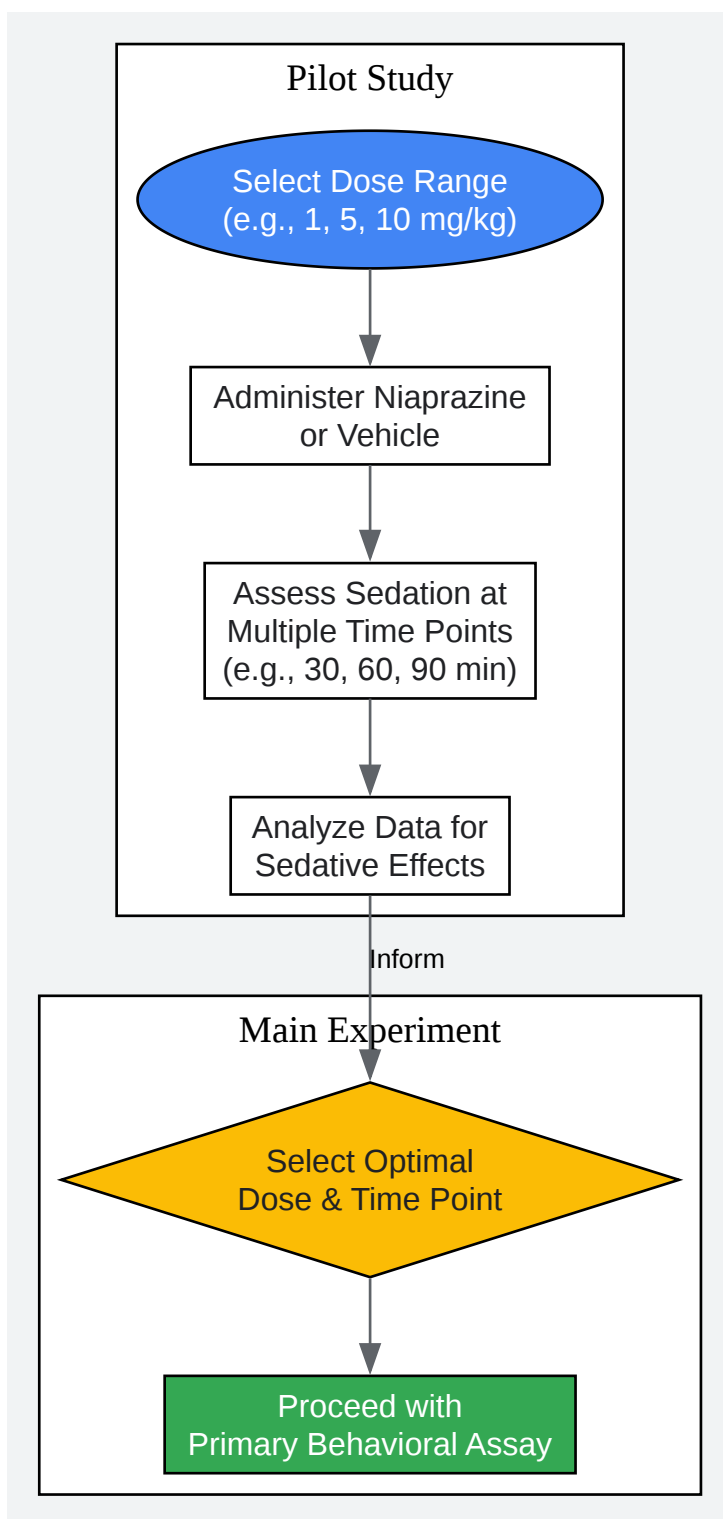 Pilot Study
Select Dose Range
(e.g., 1, 5, 10 mg/kg)
Administer Niaprazine
or Vehicle
Assess Sedation at
Multiple Time Points
(e.g., 30, 60, 90 min)
Analyze Data for
Sedative Effects
Inform
Main Experiment
Select Optimal
Dose & Time Point
Proceed with
Primary Behavioral Assay